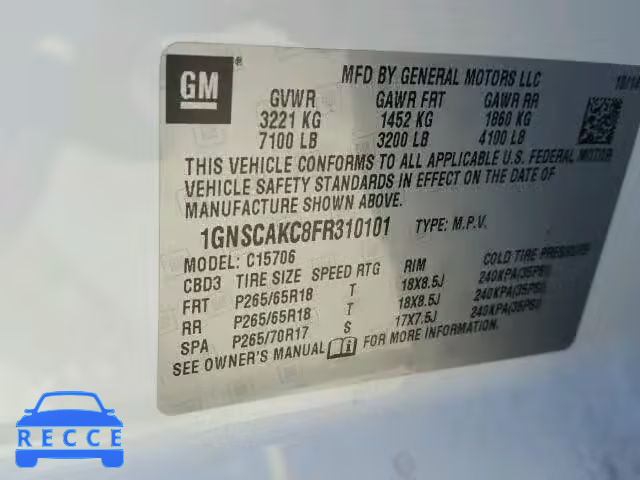 GM ®
MFD BY GENERAL MOTORS LLC 10/14
GVWR GAWR FRT GAWR RR
3221 KG 1452 KG 1860 KG
7100 LB 3200 LB 4100 LB
THIS VEHICLE CONFORMS TO ALL APPLICABLE U.S. FEDERAL MOTOR
VEHICLE SAFETY STANDARDS IN EFFECT ON THE DATE OF
MANUFACTURE SHOWN ABOVE.
1GNSCAKC8FR310101 TYPE: M.P.V.
MODEL: C15706
CBD3 TIRE SIZE SPEED RTG RIM COLD TIRE PRESSURE
FRT P265/65R18 T 18X8.5J 240KPA(35PSI)
RR P265/65R18 T 18X8.5J 240KPA(35PSI)
SPA P265/70R17 S 17X7.5J 240KPA(35PSI)
SEE OWNER'S MANUAL FOR MORE INFORMATION.
RECCE